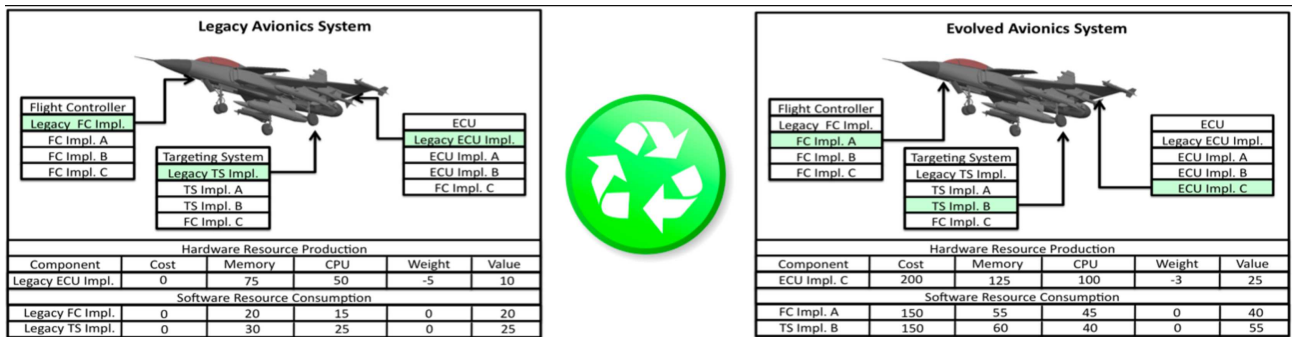 Legacy Avionics System
Flight Controller
Legacy FC Impl.
FC Impl. A
FC Impl. B
FC Impl. C
Targeting System
Legacy TS Impl.
TS Impl. A
TS Impl. B
FC Impl. C
ECU
Legacy ECU Impl.
ECU Impl. A
ECU Impl. B
FC Impl. C
Hardware Resource Production
Component Cost Memory CPU Weight Value
Legacy ECU Impl. 0 75 50 -5 10
Software Resource Consumption
Legacy FC Impl. 0 20 15 0 20
Legacy TS Impl. 0 30 25 0 25
Evolved Avionics System
Flight Controller
Legacy FC Impl.
FC Impl. A
FC Impl. B
FC Impl. C
Targeting System
Legacy TS Impl.
TS Impl. A
TS Impl. B
FC Impl. C
ECU
Legacy ECU Impl.
ECU Impl. A
ECU Impl. B
ECU Impl. C
Hardware Resource Production
Component Cost Memory CPU Weight Value
ECU Impl. C 200 125 100 -3 25
Software Resource Consumption
FC Impl. A 150 55 45 0 40
TS Impl. B 150 60 40 0 55